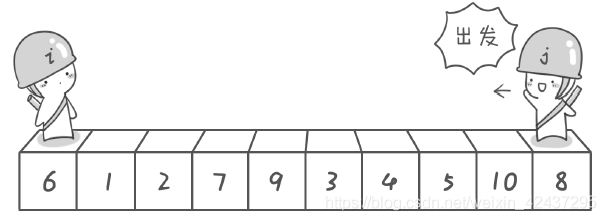 出发
i
j
6 1 2 7 9 3 4 5 10 8
https://blog.csdn.net/weixin_42437295